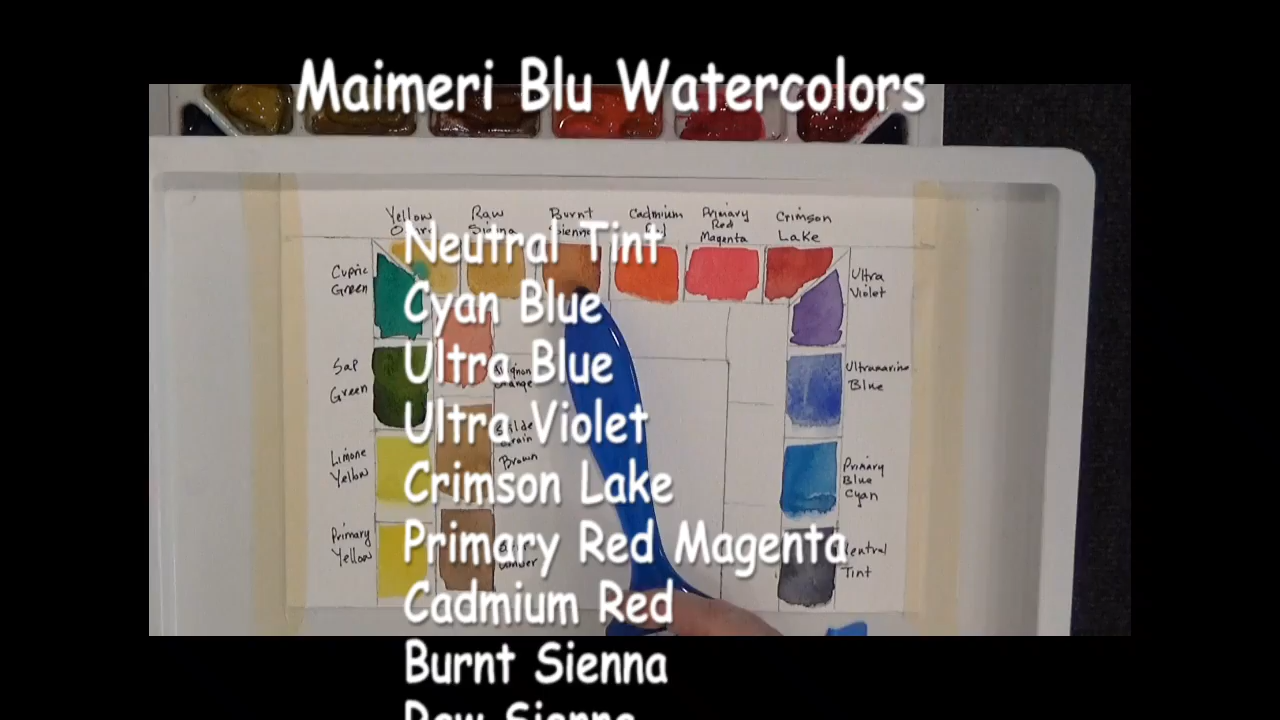 Maimeri Blu Watercolors
Yellow
Raw
Burnt
Cadmium
Primary
Red
Magenta
Crimson
Lake
Neutral Tint
Cyan Blue
Ultra Blue
Ultra Violet
Crimson Lake
Primary Red Magenta
Cadmium Red
Burnt Sienna
Raw Sienna
Cupric
Green
Sap
Green
Limone
Yellow
Primary
Yellow
Brown
Ultra
Violet
Ultramarine
Blue
Primary
Blue
Cyan
Neutral
Tint